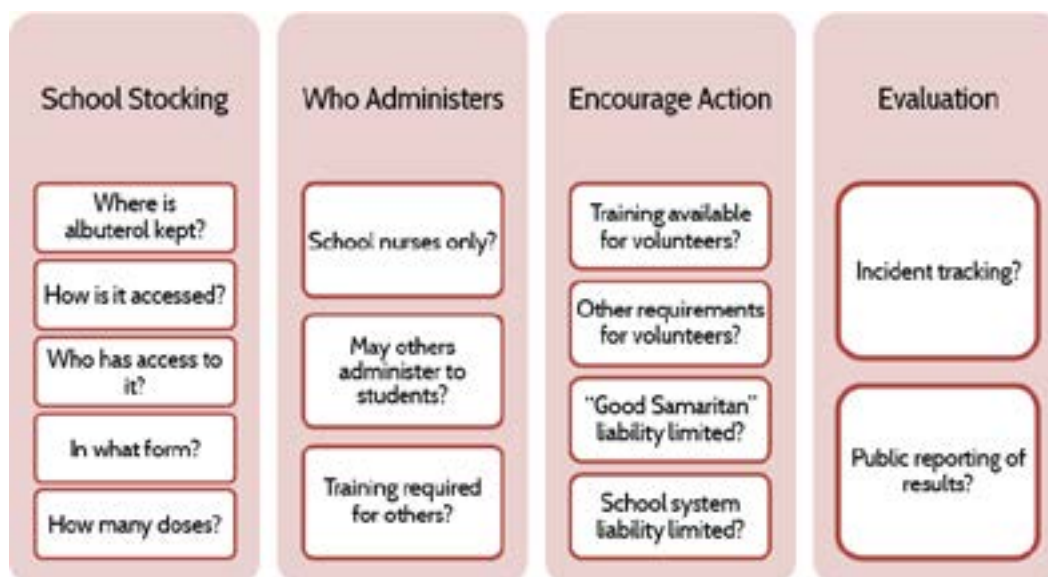 School Stocking
Where is
albuterol kept?
How is it accessed?
Who has access to
it?
In what form?
How many doses?
Who Administers
School nurses only?
May others
administer to
students?
Training required
for others?
Encourage Action
Training available
for volunteers?
Other requirements
for volunteers?
"Good Samaritan"
liability limited?
School system
liability limited?
Evaluation
Incident tracking?
Public reporting of
results?